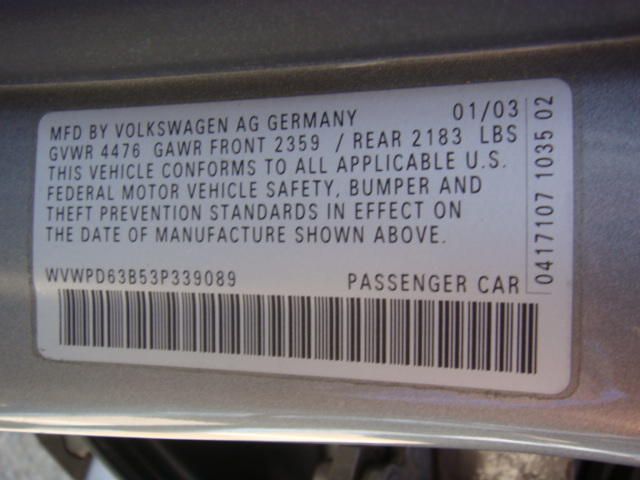 MFD BY VOLKSWAGEN AG GERMANY 01/03
GVWR 4476 GAWR FRONT 2359 / REAR 2183 LBS
THIS VEHICLE CONFORMS TO ALL APPLICABLE U.S.
FEDERAL MOTOR VEHICLE SAFETY, BUMPER AND
THEFT PREVENTION STANDARDS IN EFFECT ON
THE DATE OF MANUFACTURE SHOWN ABOVE.
WVWPD63B53P339089 PASSENGER CAR
0417107 1035 02